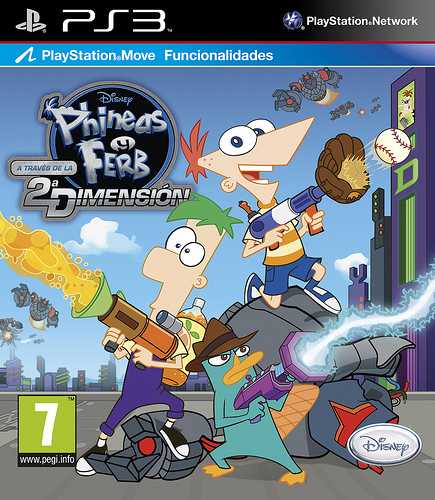 PS3
PlayStation®Network
PlayStation®Move Funcionalidades
Disney
Phineas
y
FERB
A TRAVÉS DE LA
2ª DIMENSIÓN
7
™
www.pegi.info
Disney